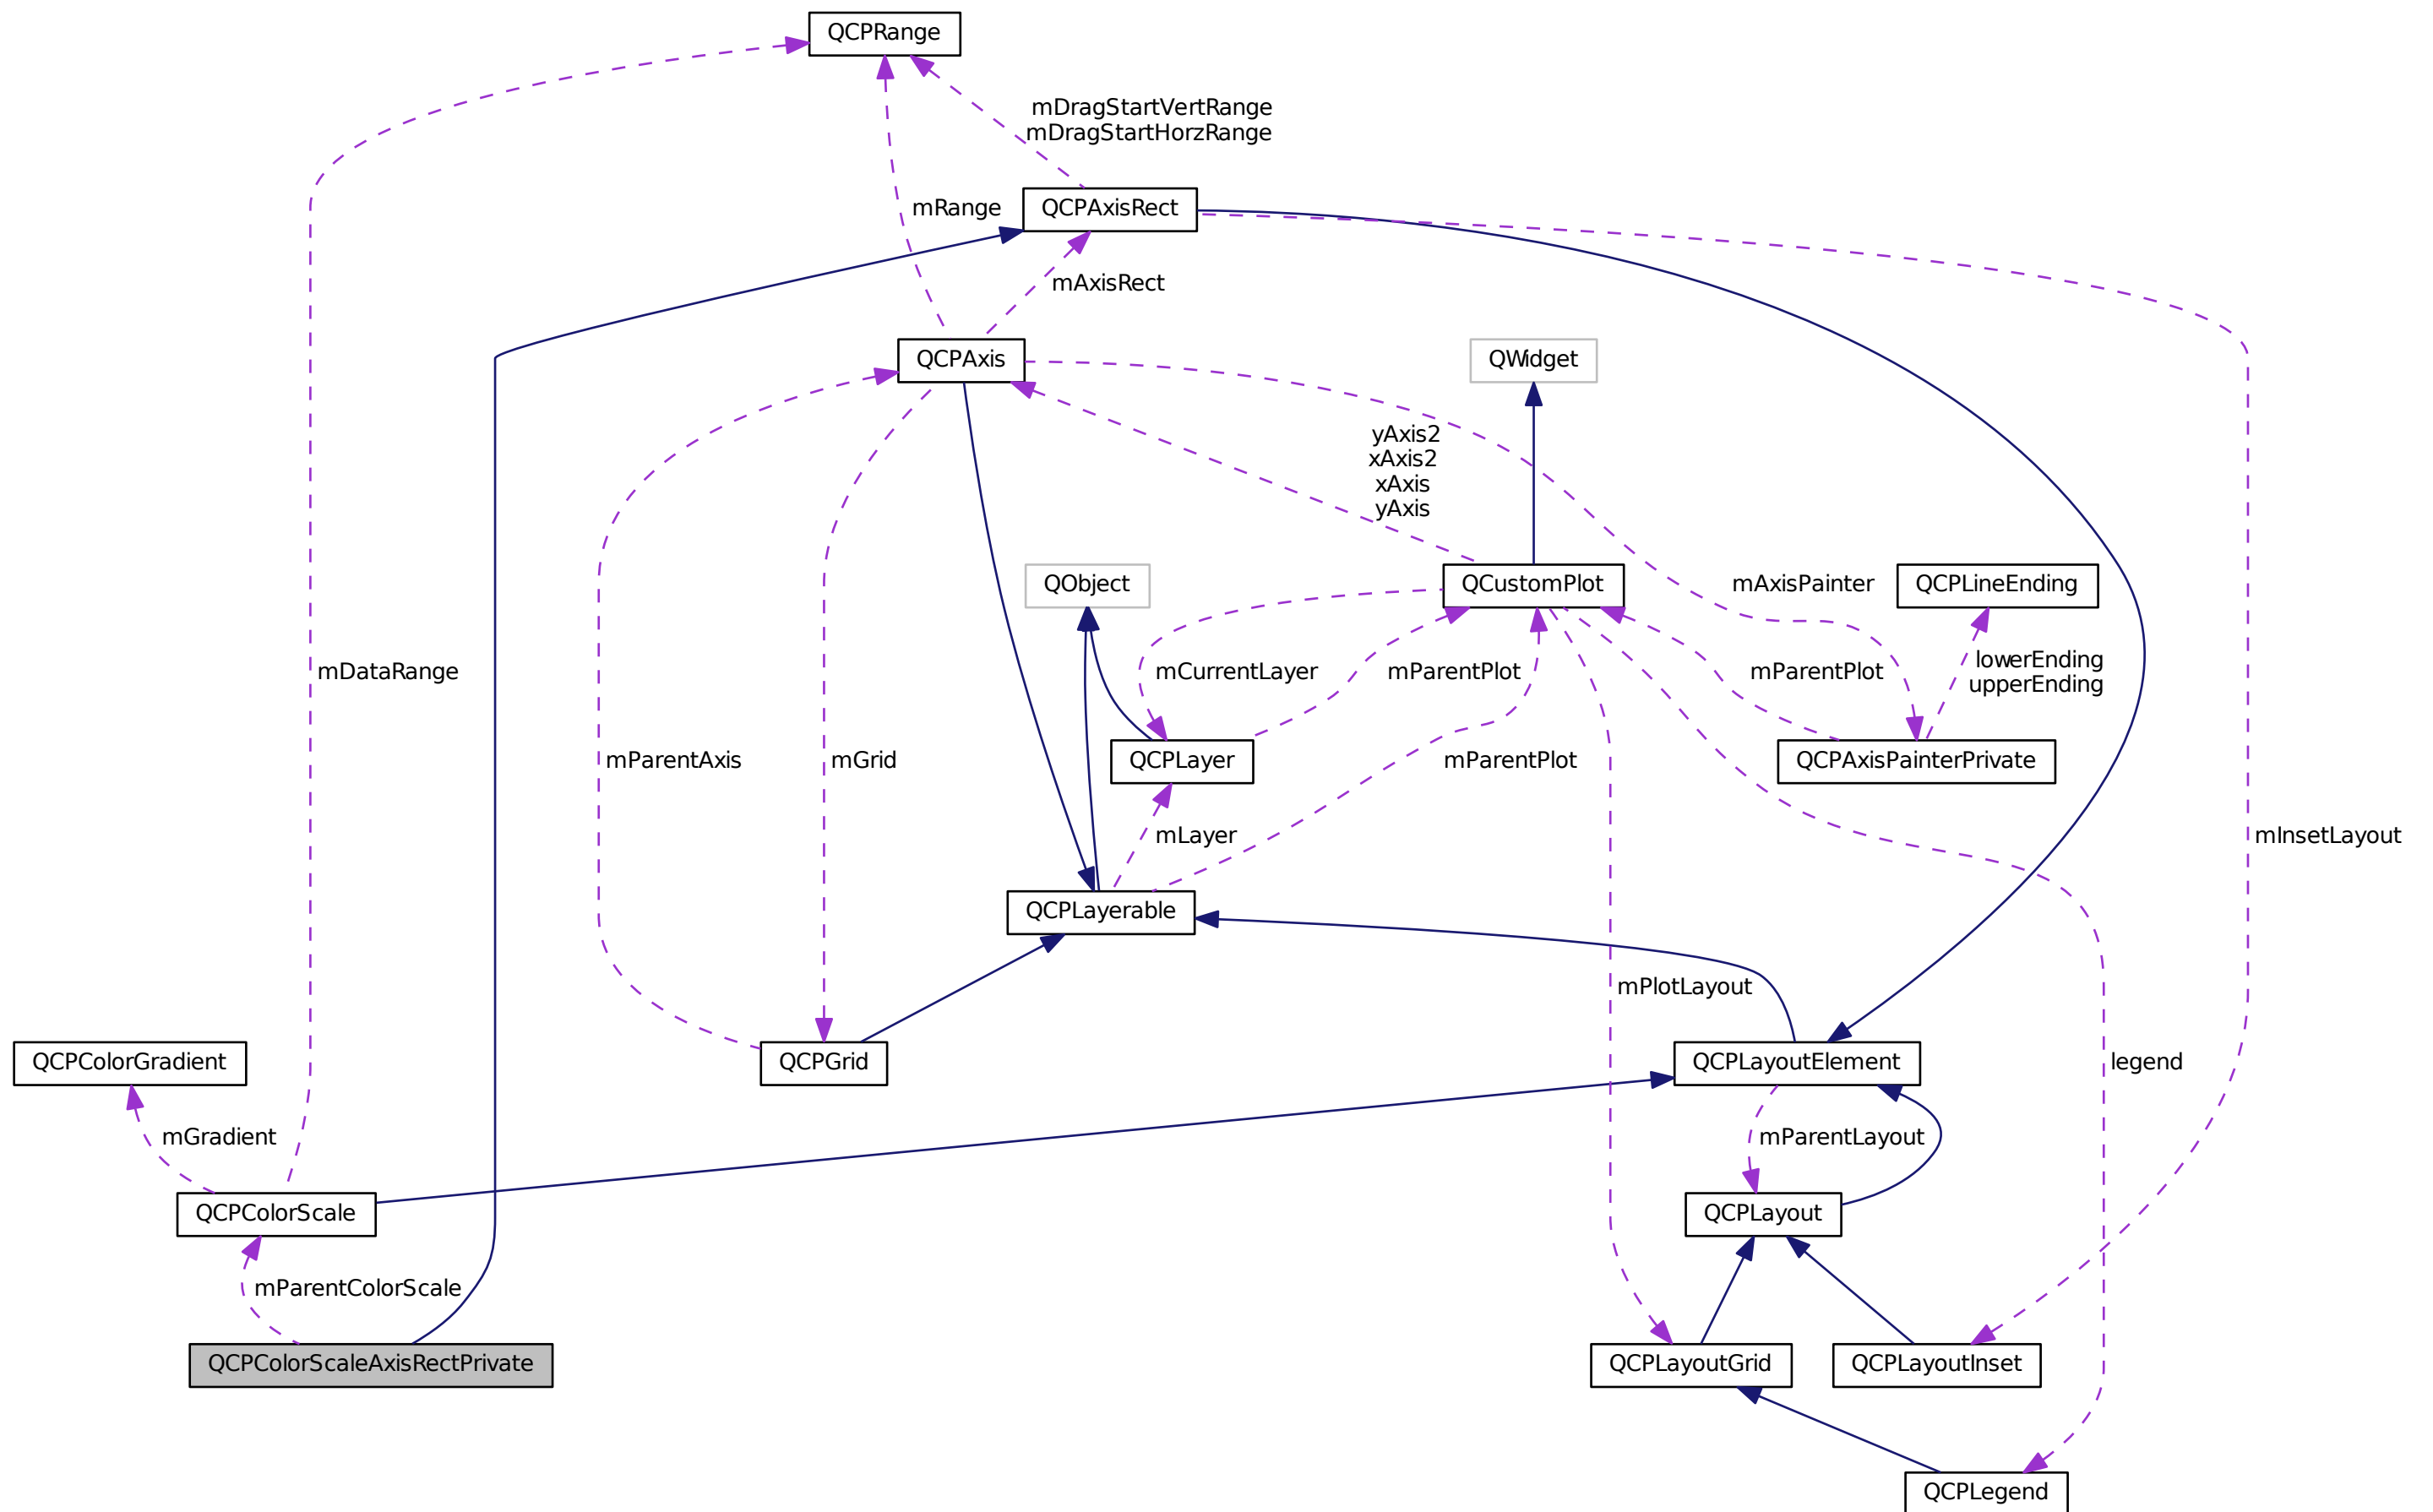 QCPRange
mDragStartVertRange
mDragStartHorzRange
QCPAxisRect
mRange
mAxisRect
QCPAxis
QWidget
yAxis2
xAxis2
xAxis
yAxis
QObject
QCustomPlot
mAxisPainter
QCPLineEnding
mDataRange
mCurrentLayer
mParentPlot
mParentPlot
lowerEnding
upperEnding
mParentAxis
mGrid
QCPLayer
mParentPlot
QCPAxisPainterPrivate
mLayer
mInsetLayout
QCPLayerable
mPlotLayout
QCPColorGradient
QCPGrid
QCPLayoutElement
legend
mGradient
mParentLayout
QCPColorScale
QCPLayout
mParentColorScale
QCPColorScaleAxisRectPrivate
QCPLayoutGrid
QCPLayoutInset
QCPLegend